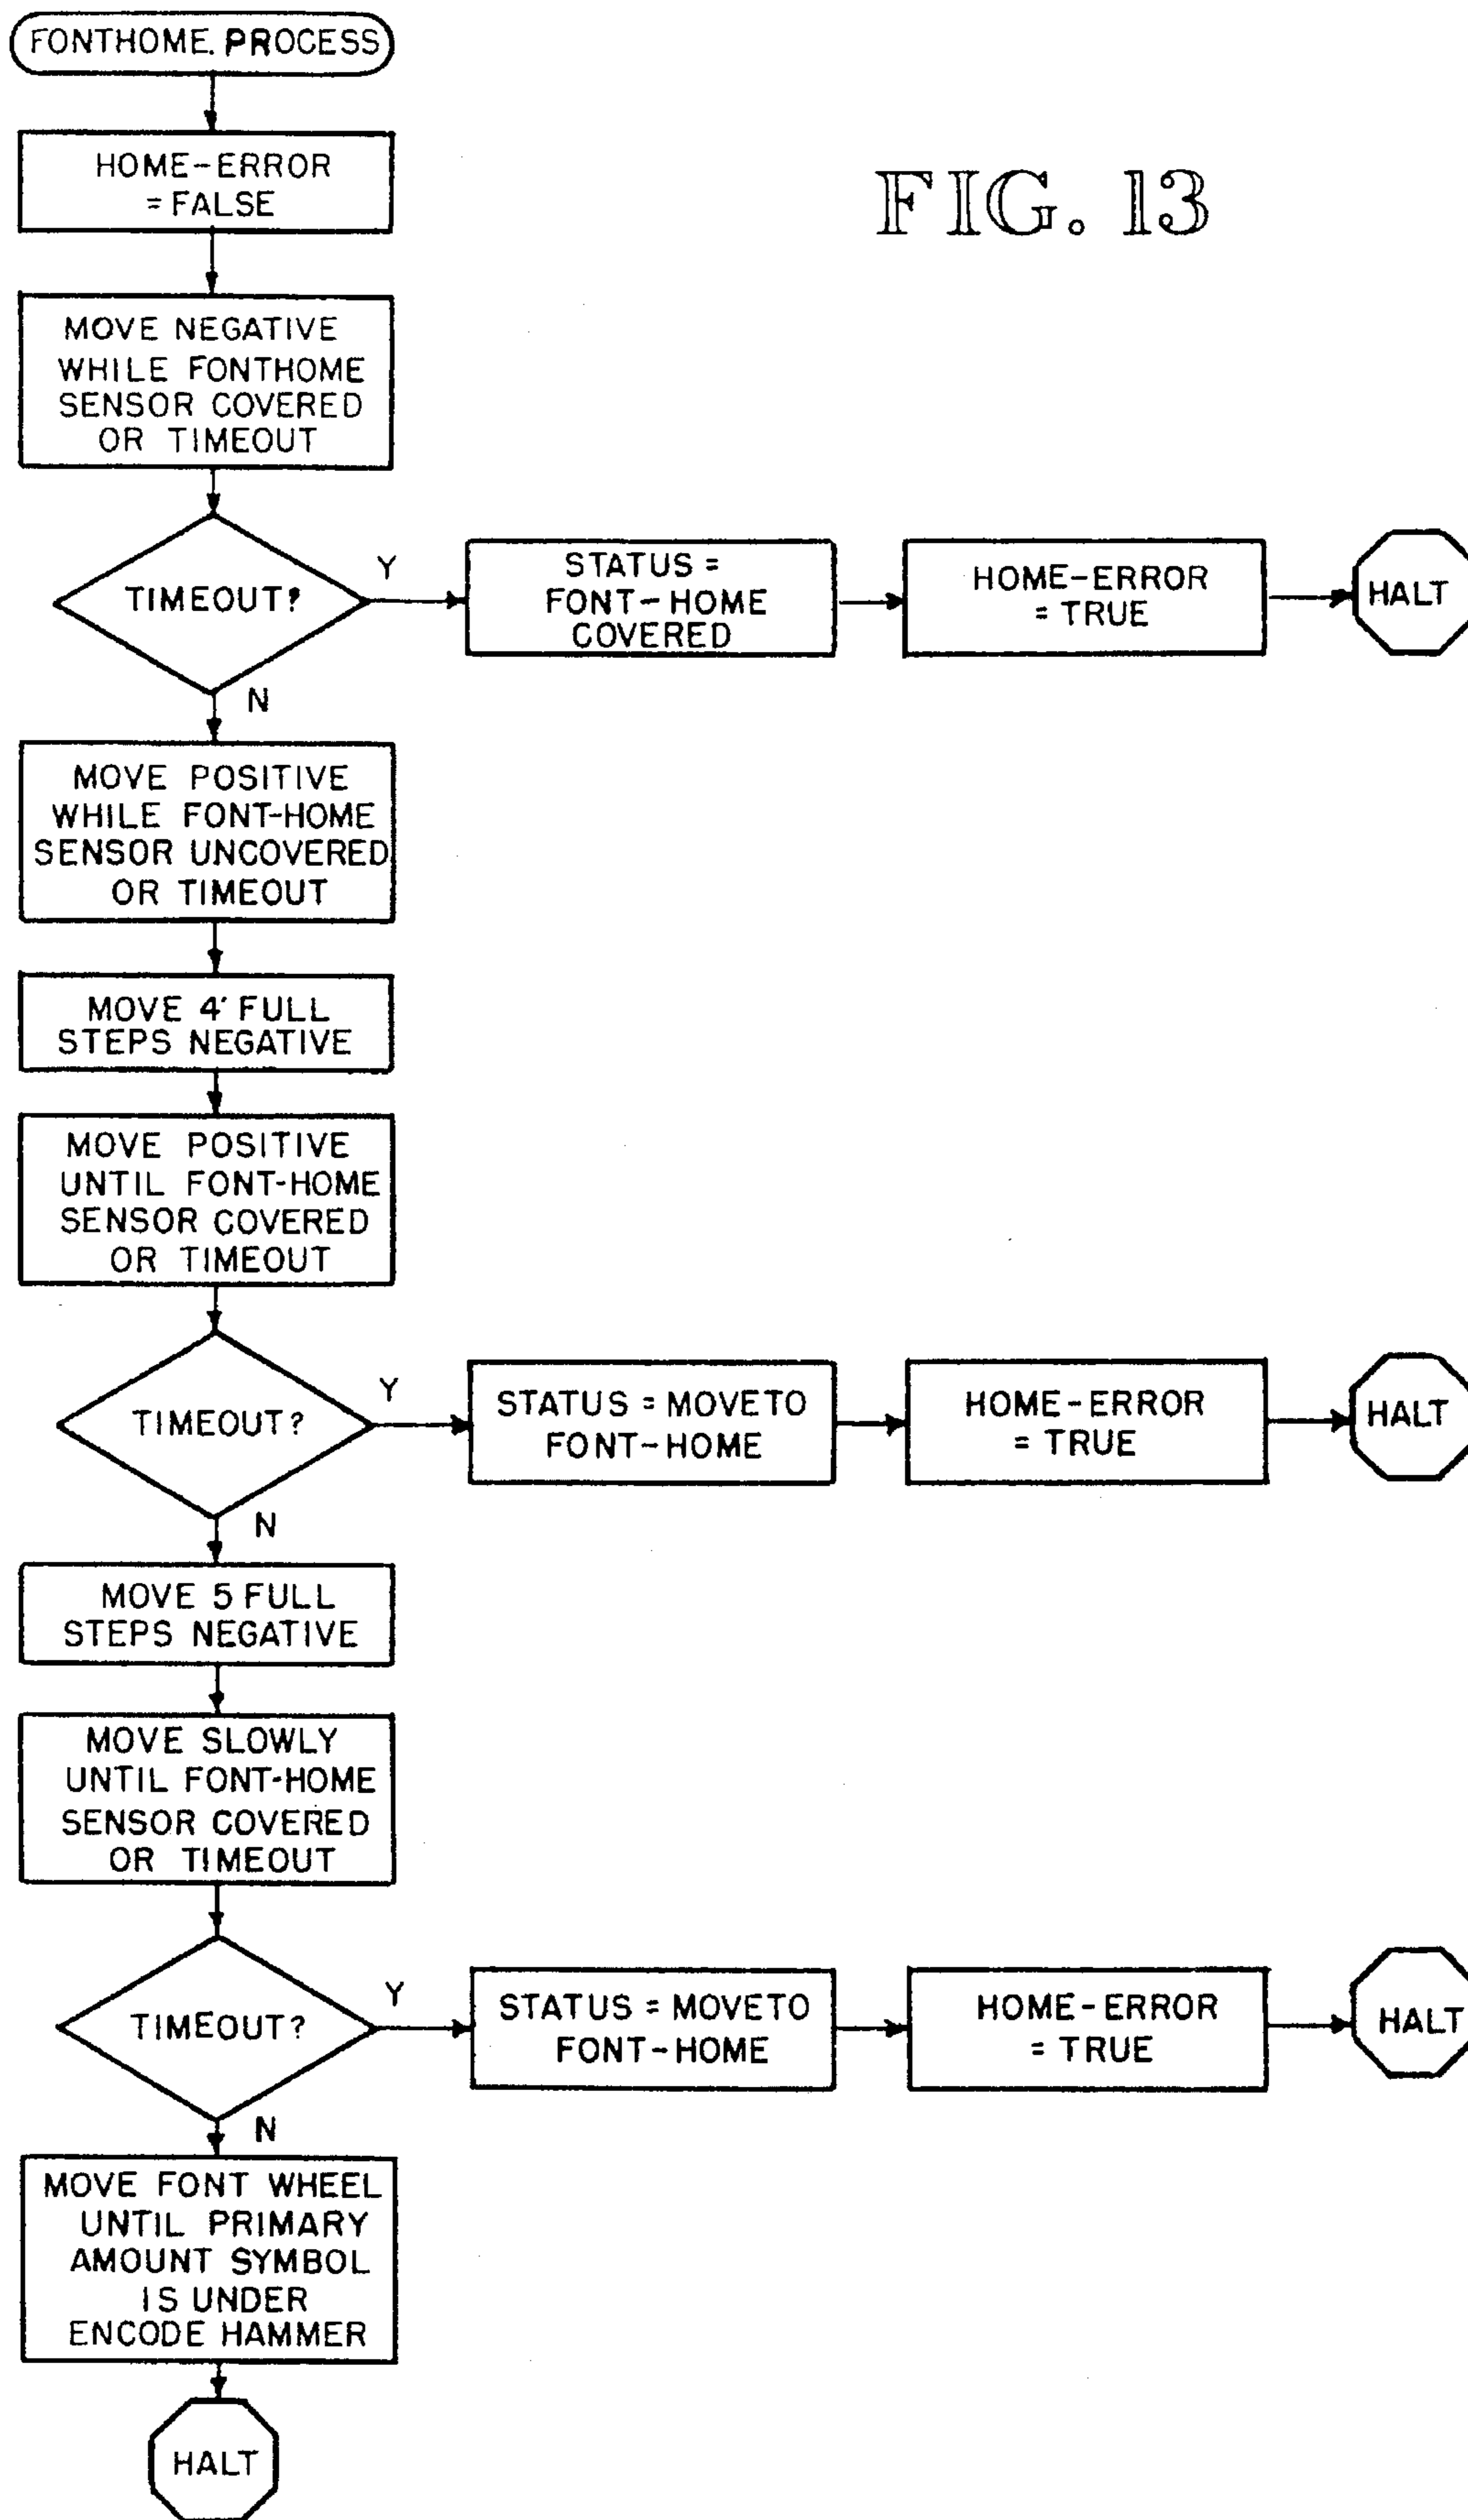 FONTHOME. PROCESS
FIG. 13
HOME-ERROR
= FALSE
MOVE NEGATIVE
WHILE FONTHOME
SENSOR COVERED
OR TIMEOUT
TIMEOUT?
Y
STATUS =
FONT-HOME
COVERED
HOME-ERROR
= TRUE
HALT
N
MOVE POSITIVE
WHILE FONT-HOME
SENSOR UNCOVERED
OR TIMEOUT
MOVE 4' FULL
STEPS NEGATIVE
MOVE POSITIVE
UNTIL FONT-HOME
SENSOR COVERED
OR TIMEOUT
TIMEOUT?
Y
STATUS = MOVETO
FONT-HOME
HOME-ERROR
= TRUE
HALT
N
MOVE 5 FULL
STEPS NEGATIVE
MOVE SLOWLY
UNTIL FONT-HOME
SENSOR COVERED
OR TIMEOUT
TIMEOUT?
Y
STATUS = MOVETO
FONT-HOME
HOME-ERROR
= TRUE
HALT
N
MOVE FONT WHEEL
UNTIL PRIMARY
AMOUNT SYMBOL
IS UNDER
ENCODE HAMMER
HALT